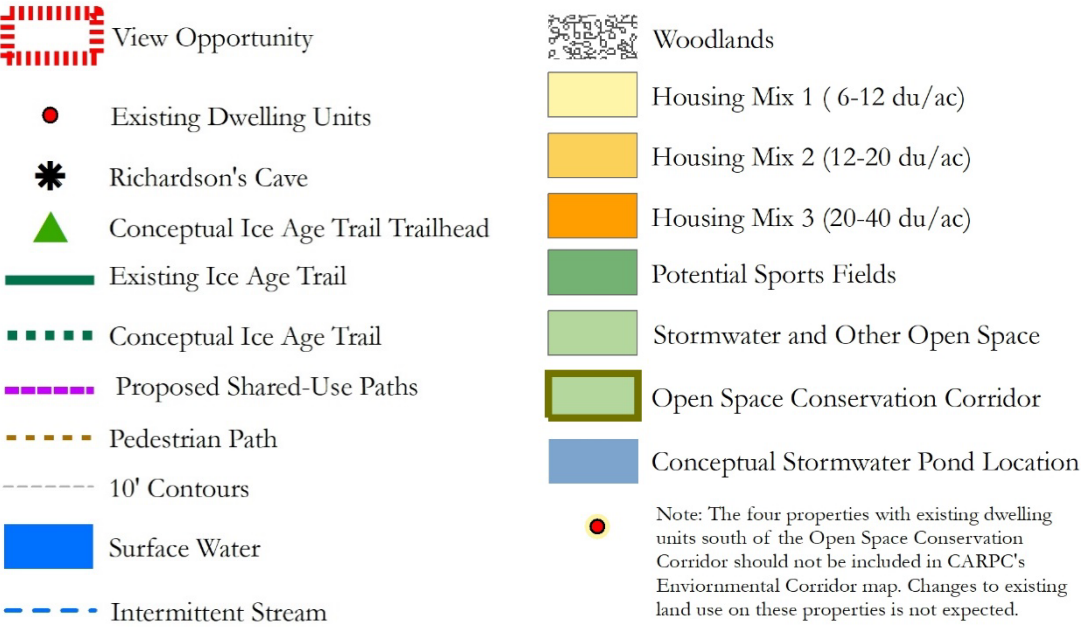 View Opportunity
Existing Dwelling Units
Richardson's Cave
Conceptual Ice Age Trail Trailhead
Existing Ice Age Trail
Conceptual Ice Age Trail
Proposed Shared-Use Paths
Pedestrian Path
10' Contours
Surface Water
Intermittent Stream
Woodlands
Housing Mix 1 ( 6-12 du/ac)
Housing Mix 2 (12-20 du/ac)
Housing Mix 3 (20-40 du/ac)
Potential Sports Fields
Stormwater and Other Open Space
Open Space Conservation Corridor
Conceptual Stormwater Pond Location
Note: The four properties with existing dwelling
units south of the Open Space Conservation
Corridor should not be included in CARPC's
Enviornmental Corridor map. Changes to existing
land use on these properties is not expected.